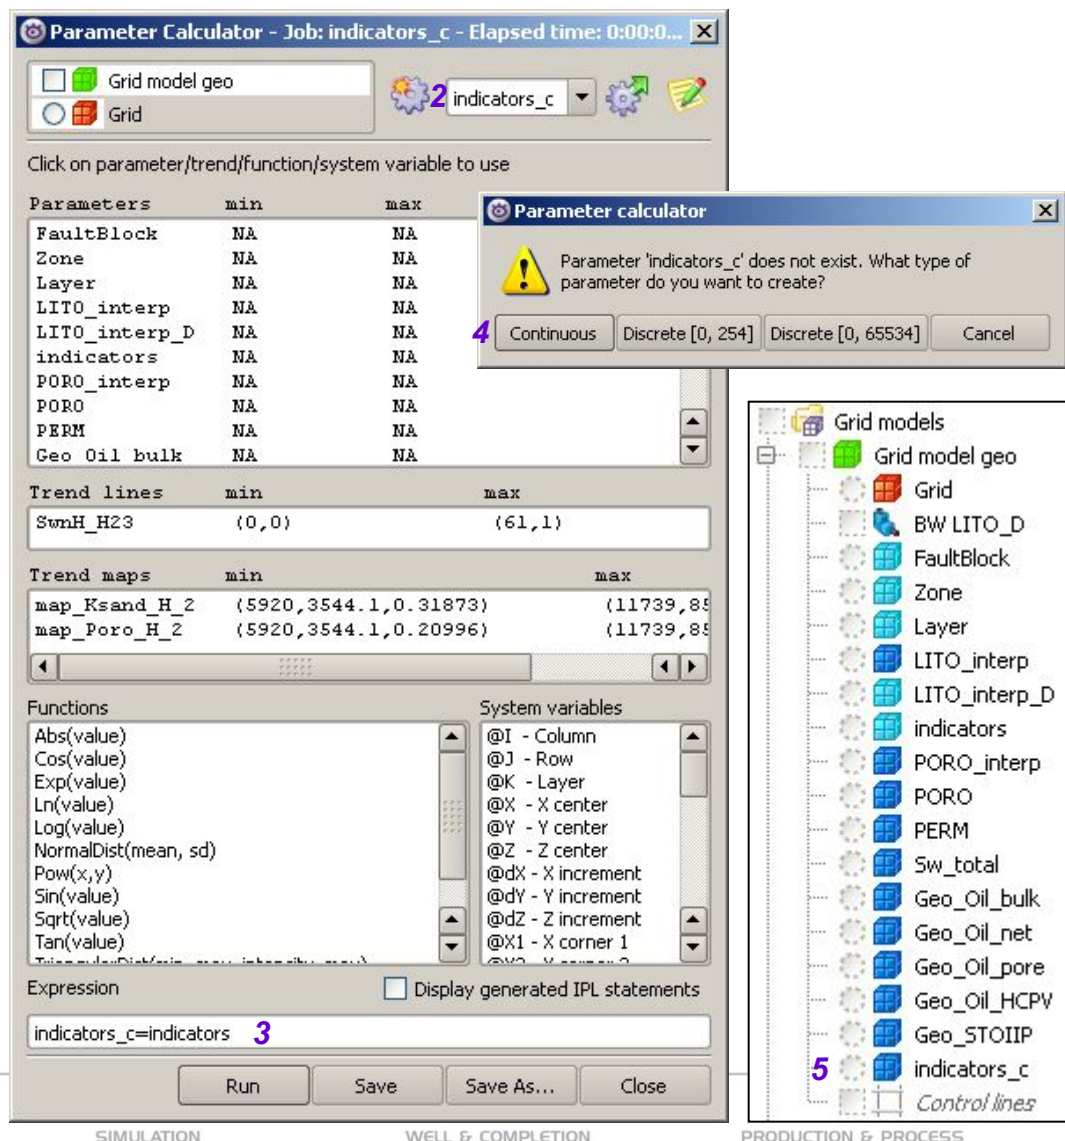 Parameter Calculator - Job: indicators_c - Elapsed time: 0:00:0...
Grid model geo
Grid
2
indicators_c
Click on parameter/trend/function/system variable to use
Parameters min max
FaultBlock NA NA
Zone NA NA
Layer NA NA
LITO_interp NA NA
LITO_interp_D NA NA
indicators NA NA
PORO_interp NA NA
PORO NA NA
PERM NA NA
Geo Oil bulk NA NA
Trend lines min max
SwnH_H23 (0,0) (61,1)
Trend maps min max
map_Ksand_H_2 (5920,3544.1,0.31873) (11739,85
map_Poro_H_2 (5920,3544.1,0.20996) (11739,85
Functions
Abs(value)
Cos(value)
Exp(value)
Ln(value)
Log(value)
NormalDist(mean, sd)
Pow(x,y)
Sin(value)
Sqrt(value)
Tan(value)
System variables
@I - Column
@J - Row
@K - Layer
@X - X center
@Y - Y center
@Z - Z center
@dX - X increment
@dY - Y increment
@dZ - Z increment
@X1 - X corner 1
Expression
Display generated IPL statements
indicators_c=indicators 3
Run Save Save As... Close
Parameter calculator
Parameter 'indicators_c' does not exist. What type of
parameter do you want to create?
4 Continuous Discrete [0, 254] Discrete [0, 65534] Cancel
Grid models
Grid model geo
Grid
BW LITO_D
FaultBlock
Zone
Layer
LITO_interp
LITO_interp_D
indicators
PORO_interp
PORO
PERM
Sw_total
Geo_Oil_bulk
Geo_Oil_net
Geo_Oil_pore
Geo_Oil_HCPV
Geo_STOIIP
5 indicators_c
Control lines
SIMULATION WELL & COMPLETION PRODUCTION & PROCESS